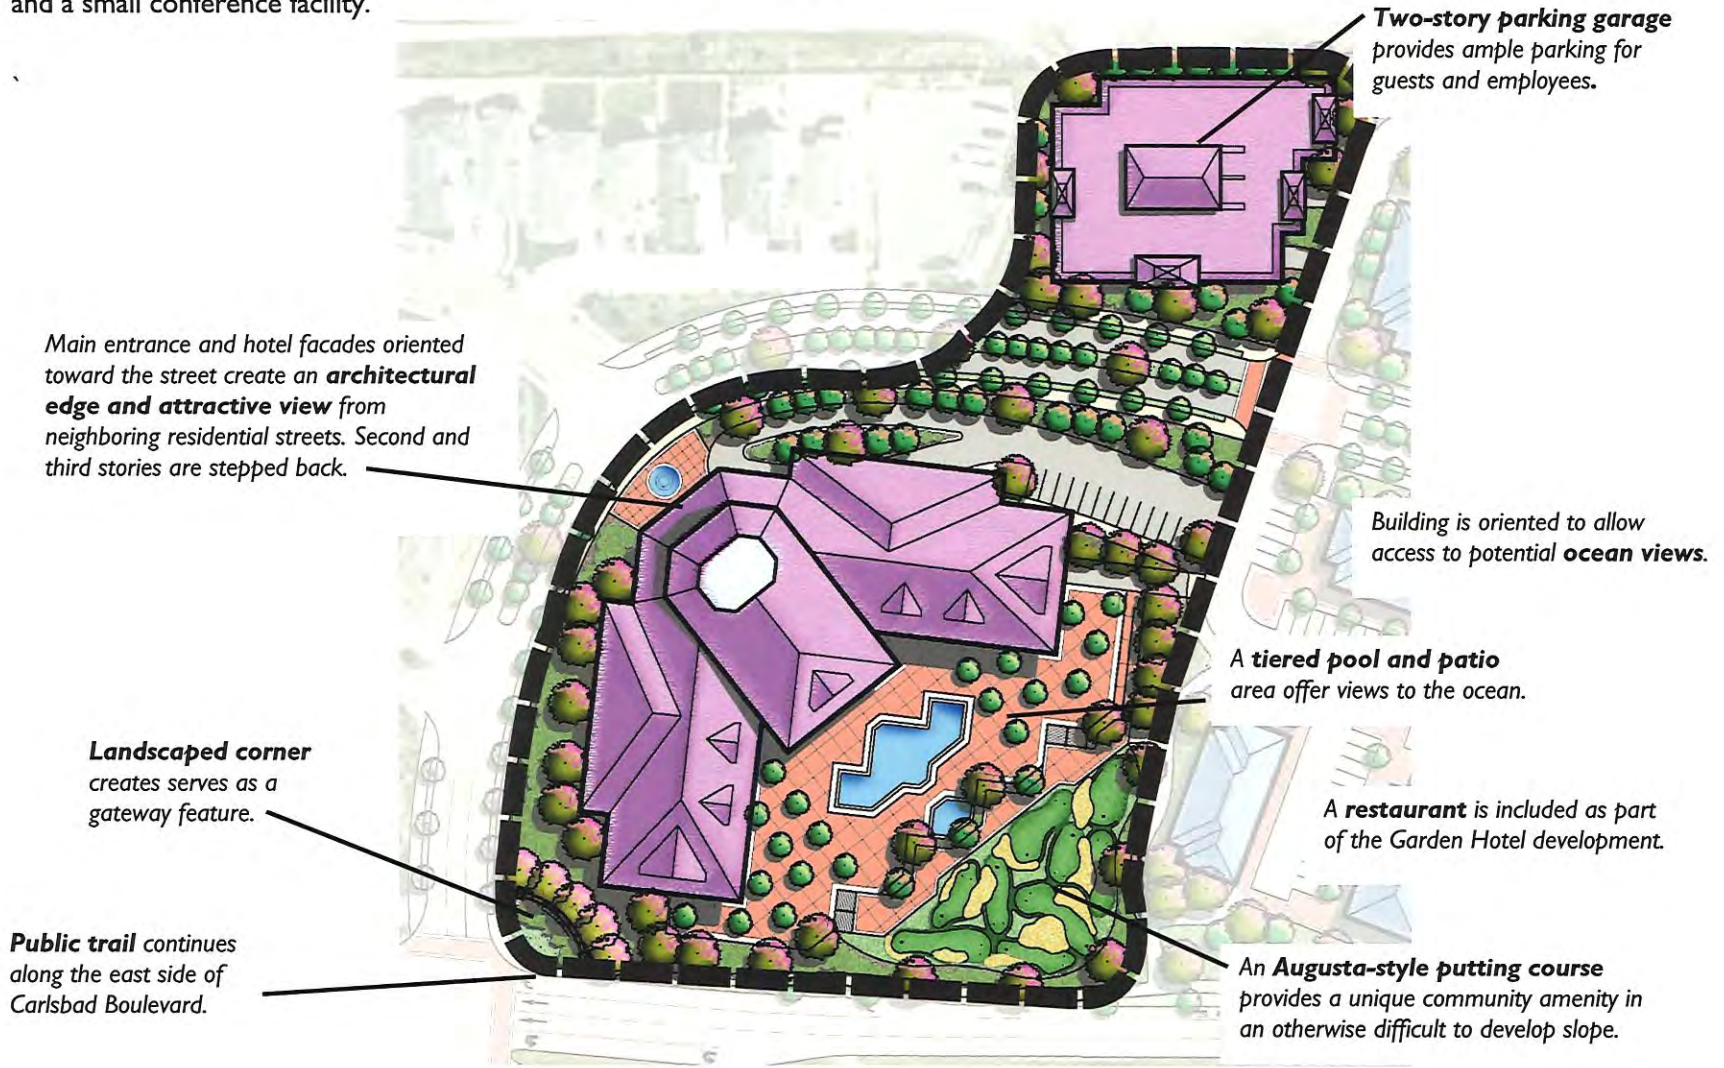 and a small conference facility.
Two-story parking garage
provides ample parking for
guests and employees.
Main entrance and hotel facades oriented
toward the street create an architectural
edge and attractive view from
neighboring residential streets. Second and
third stories are stepped back.
Building is oriented to allow
access to potential ocean views.
A tiered pool and patio
area offer views to the ocean.
Landscaped corner
creates serves as a
gateway feature.
A restaurant is included as part
of the Garden Hotel development.
Public trail continues
along the east side of
Carlsbad Boulevard.
An Augusta-style putting course
provides a unique community amenity in
an otherwise difficult to develop slope.